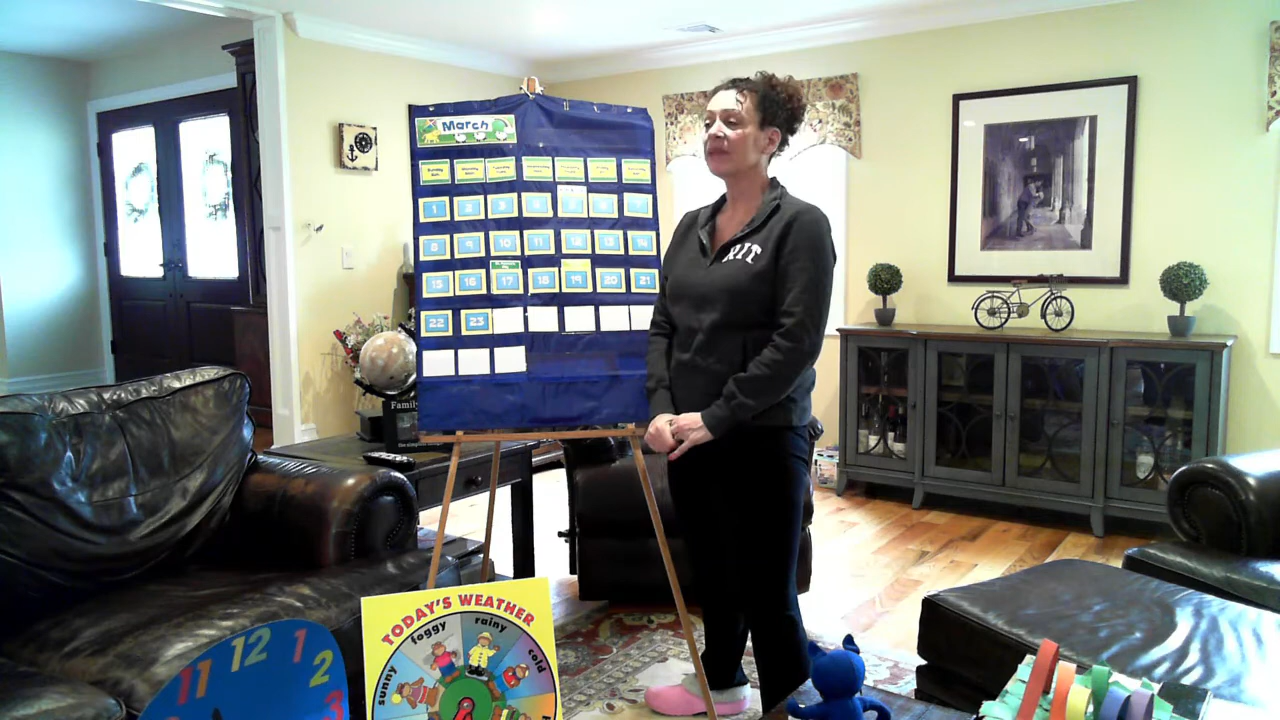 March
1 2 3 4 5 6 7
8 9 10 11 12 13 14
15 16 17 18 19 20 21
22 23
RIT
Family
TODAY'S WEATHER
sunny foggy rainy cold
11 12 1
2
3